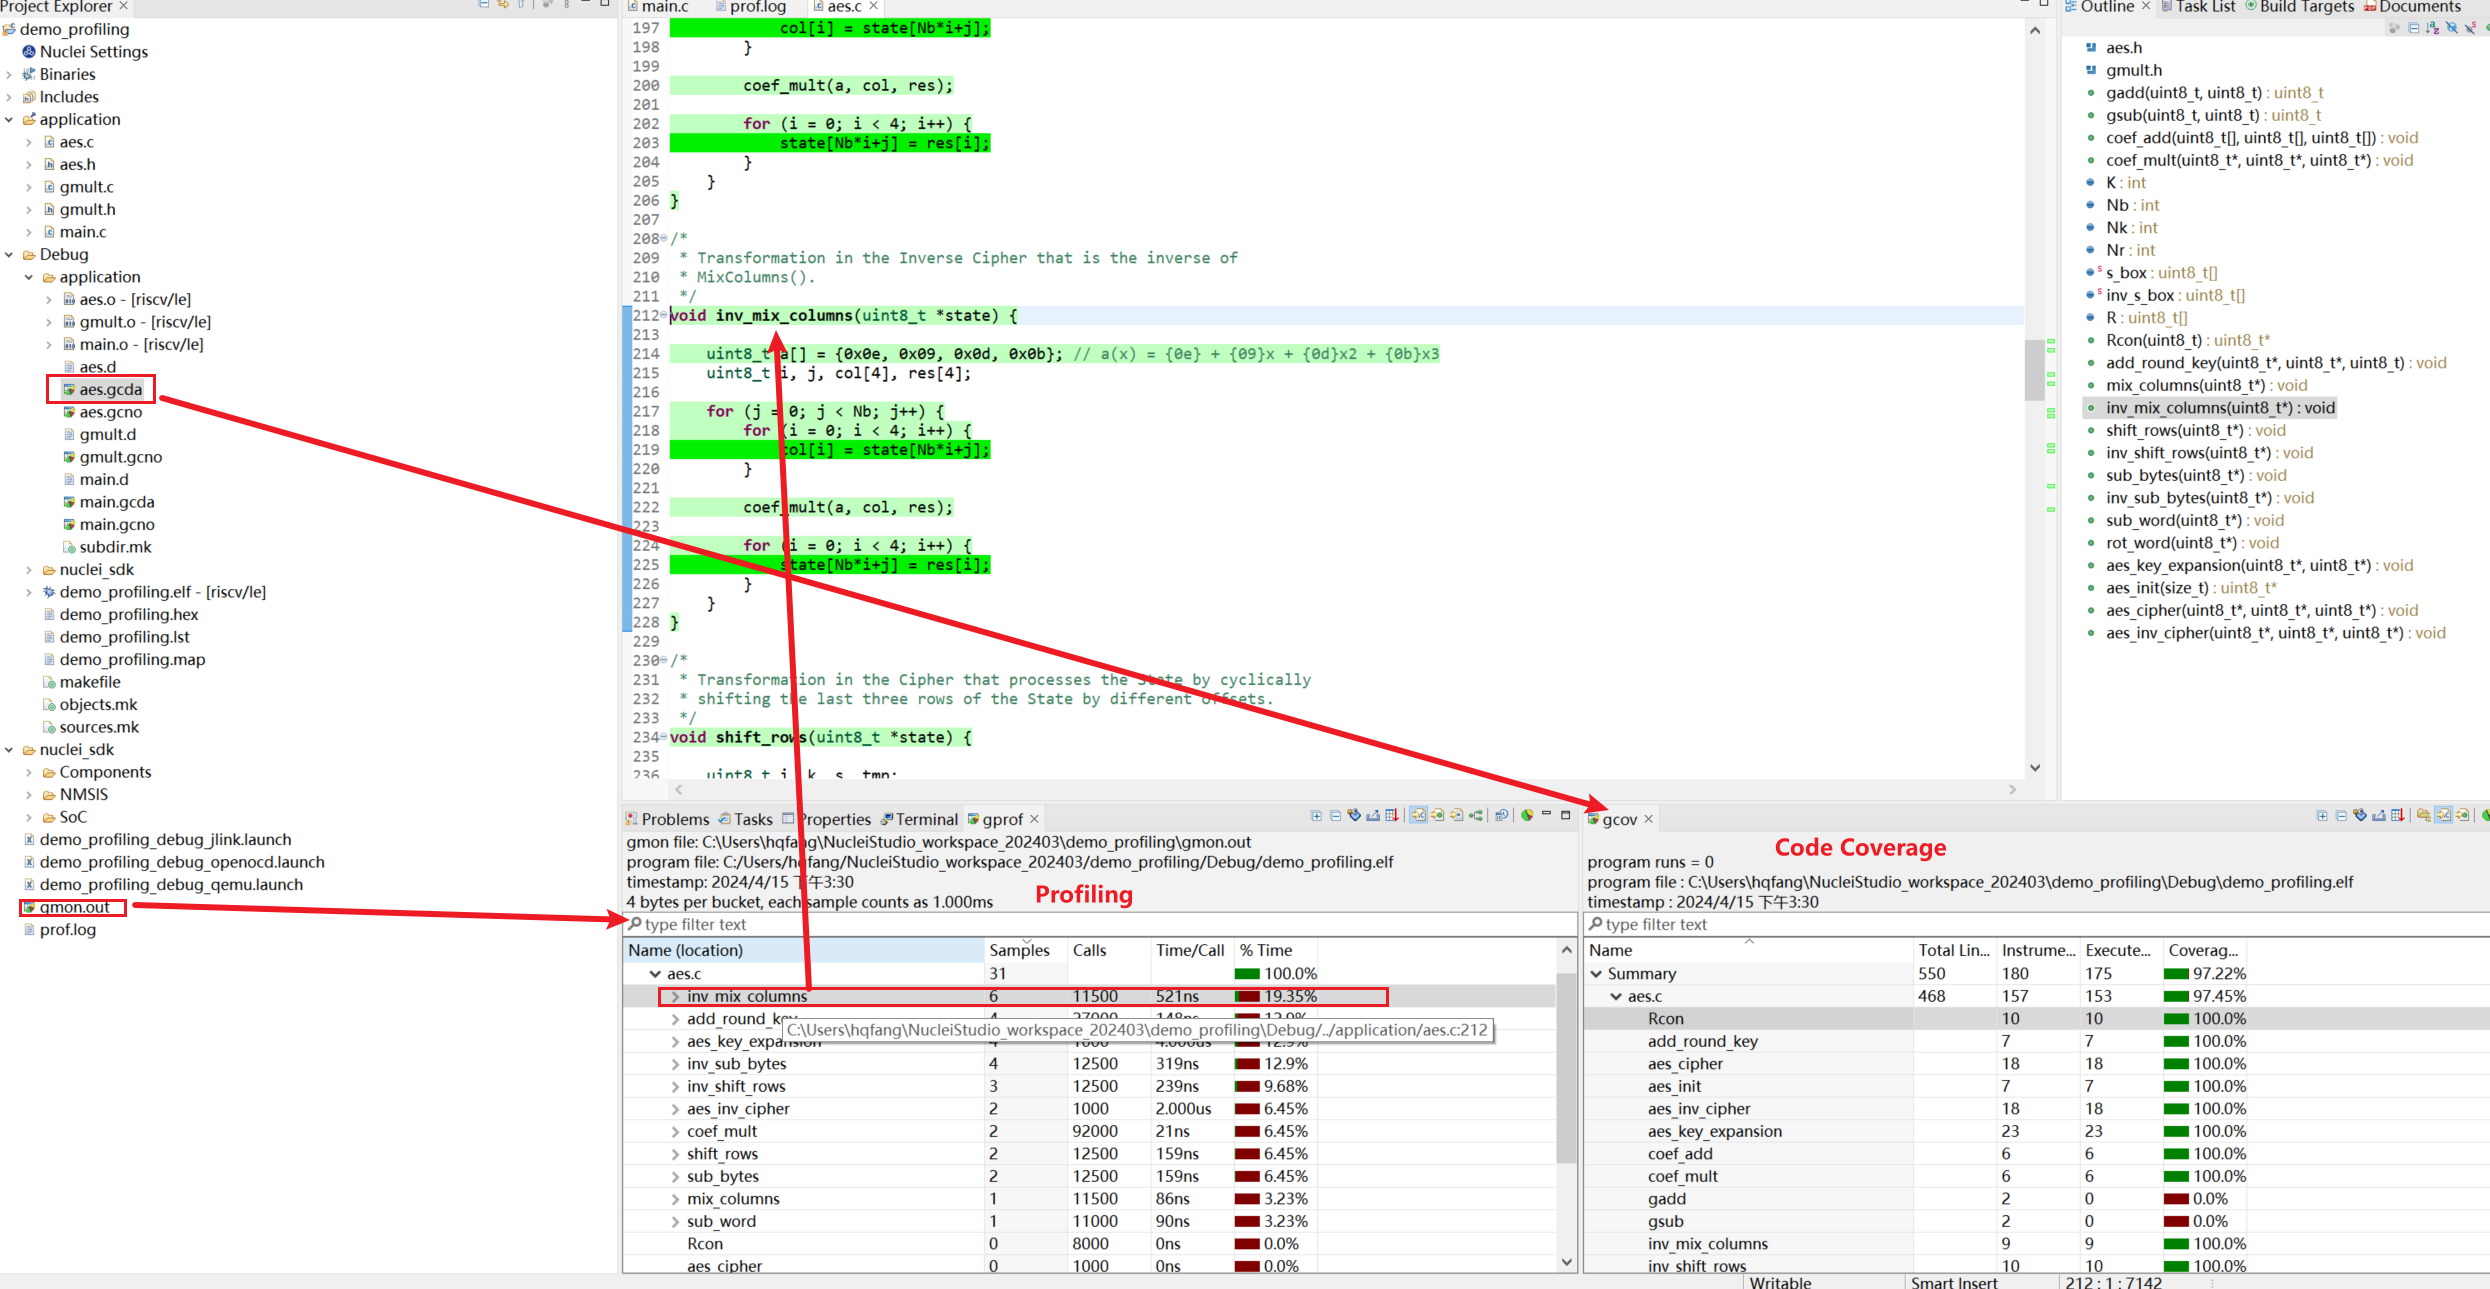 Project Explorer
demo_profiling
Nuclei Settings
Binaries
Includes
application
aes.c
aes.h
gmult.c
gmult.h
main.c
Debug
application
aes.o - [riscv/le]
gmult.o - [riscv/le]
main.o - [riscv/le]
aes.d
aes.gcda
aes.gcno
gmult.d
gmult.gcno
main.d
main.gcda
main.gcno
subdir.mk
nuclei_sdk
demo_profiling.elf - [riscv/le]
demo_profiling.hex
demo_profiling.lst
demo_profiling.map
makefile
objects.mk
sources.mk
nuclei_sdk
Components
NMSIS
SoC
demo_profiling_debug_jlink.launch
demo_profiling_debug_openocd.launch
demo_profiling_debug_qemu.launch
gmon.out
prof.log
main.c prof.log aes.c
197 col[i] = state[Nb*i+j];
198 }
199
200 coef_mult(a, col, res);
201
202 for (i = 0; i < 4; i++) {
203 state[Nb*i+j] = res[i];
204 }
205 }
206 }
207
208 /*
209 * Transformation in the Inverse Cipher that is the inverse of
210 * MixColumns().
211 */
212 void inv_mix_columns(uint8_t *state) {
213
214 uint8_t a[] = {0x0e, 0x09, 0x0d, 0x0b}; // a(x) = {0e} + {09}x + {0d}x2 + {0b}x3
215 uint8_t i, j, col[4], res[4];
216
217 for (j = 0; j < Nb; j++) {
218 for (i = 0; i < 4; i++) {
219 col[i] = state[Nb*i+j];
220 }
221
222 coef_mult(a, col, res);
223
224 for (i = 0; i < 4; i++) {
225 state[Nb*i+j] = res[i];
226 }
227 }
228 }
229
230 /*
231 * Transformation in the Cipher that processes the State by cyclically
232 * shifting the last three rows of the State by different offsets.
233 */
234 void shift_rows(uint8_t *state) {
235
236 uint8_t i, k, s, tmp;
Outline Task List Build Targets Documents
aes.h
gmult.h
gadd(uint8_t, uint8_t) : uint8_t
gsub(uint8_t, uint8_t) : uint8_t
coef_add(uint8_t[], uint8_t[], uint8_t[]) : void
coef_mult(uint8_t*, uint8_t*, uint8_t*) : void
K : int
Nb : int
Nk : int
Nr : int
s_box : uint8_t[]
inv_s_box : uint8_t[]
R : uint8_t[]
Rcon(uint8_t) : uint8_t*
add_round_key(uint8_t*, uint8_t*, uint8_t) : void
mix_columns(uint8_t*) : void
inv_mix_columns(uint8_t*) : void
shift_rows(uint8_t*) : void
inv_shift_rows(uint8_t*) : void
sub_bytes(uint8_t*) : void
inv_sub_bytes(uint8_t*) : void
sub_word(uint8_t*) : void
rot_word(uint8_t*) : void
aes_key_expansion(uint8_t*, uint8_t*) : void
aes_init(size_t) : uint8_t*
aes_cipher(uint8_t*, uint8_t*, uint8_t*) : void
aes_inv_cipher(uint8_t*, uint8_t*, uint8_t*) : void
Problems Tasks Properties Terminal gprof
gmon file: C:\Users\hqfang\NucleiStudio_workspace_202403\demo_profiling\gmon.out
program file: C:/Users/hqfang/NucleiStudio_workspace_202403/demo_profiling/Debug/demo_profiling.elf
timestamp: 2024/4/15 下午3:30
4 bytes per bucket, each sample counts as 1.000ms
Profiling
type filter text
Name (location) Samples Calls Time/Call % Time
aes.c 31 100.0%
inv_mix_columns 6 11500 521ns 19.35%
add_round_key 4 27000 148ns 12.9%
C:\Users\hqfang\NucleiStudio_workspace_202403\demo_profiling\Debug/../application/aes.c:212
aes_key_expansion 4 1000 4.000us 12.9%
inv_sub_bytes 4 12500 319ns 12.9%
inv_shift_rows 3 12500 239ns 9.68%
aes_inv_cipher 2 1000 2.000us 6.45%
coef_mult 2 92000 21ns 6.45%
shift_rows 2 12500 159ns 6.45%
sub_bytes 2 12500 159ns 6.45%
mix_columns 1 11500 86ns 3.23%
sub_word 1 11000 90ns 3.23%
Rcon 0 8000 0ns 0.0%
aes_cipher 0 1000 0ns 0.0%
gcov
Code Coverage
program runs = 0
program file : C:\Users\hqfang\NucleiStudio_workspace_202403\demo_profiling\Debug\demo_profiling.elf
timestamp : 2024/4/15 下午3:30
type filter text
Name Total Lin... Instrume... Execute... Coverag...
Summary 550 180 175 97.22%
aes.c 468 157 153 97.45%
Rcon 10 10 100.0%
add_round_key 7 7 100.0%
aes_cipher 18 18 100.0%
aes_init 7 7 100.0%
aes_inv_cipher 18 18 100.0%
aes_key_expansion 23 23 100.0%
coef_add 6 6 100.0%
coef_mult 6 6 100.0%
gadd 2 0 0.0%
gsub 2 0 0.0%
inv_mix_columns 9 9 100.0%
inv_shift_rows 10 10 100.0%
Writable Smart Insert 212 : 1 : 7142